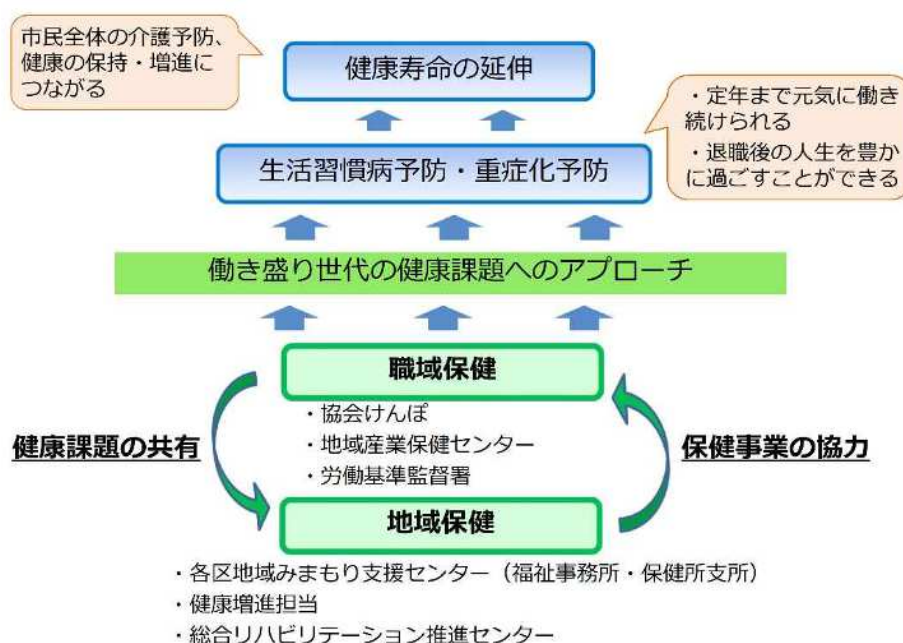 市民全体の介護予防、
健康の保持・増進に
つながる
健康寿命の延伸
・定年まで元気に働き
続けられる
・退職後の人生を豊か
に過ごすことができる
生活習慣病予防・重症化予防
働き盛り世代の健康課題へのアプローチ
職域保健
・協会けんぽ
・地域産業保健センター
・労働基準監督署
健康課題の共有
保健事業の協力
地域保健
・各区地域みまもり支援センター（福祉事務所・保健所支所）
・健康増進担当
・総合リハビリテーション推進センター